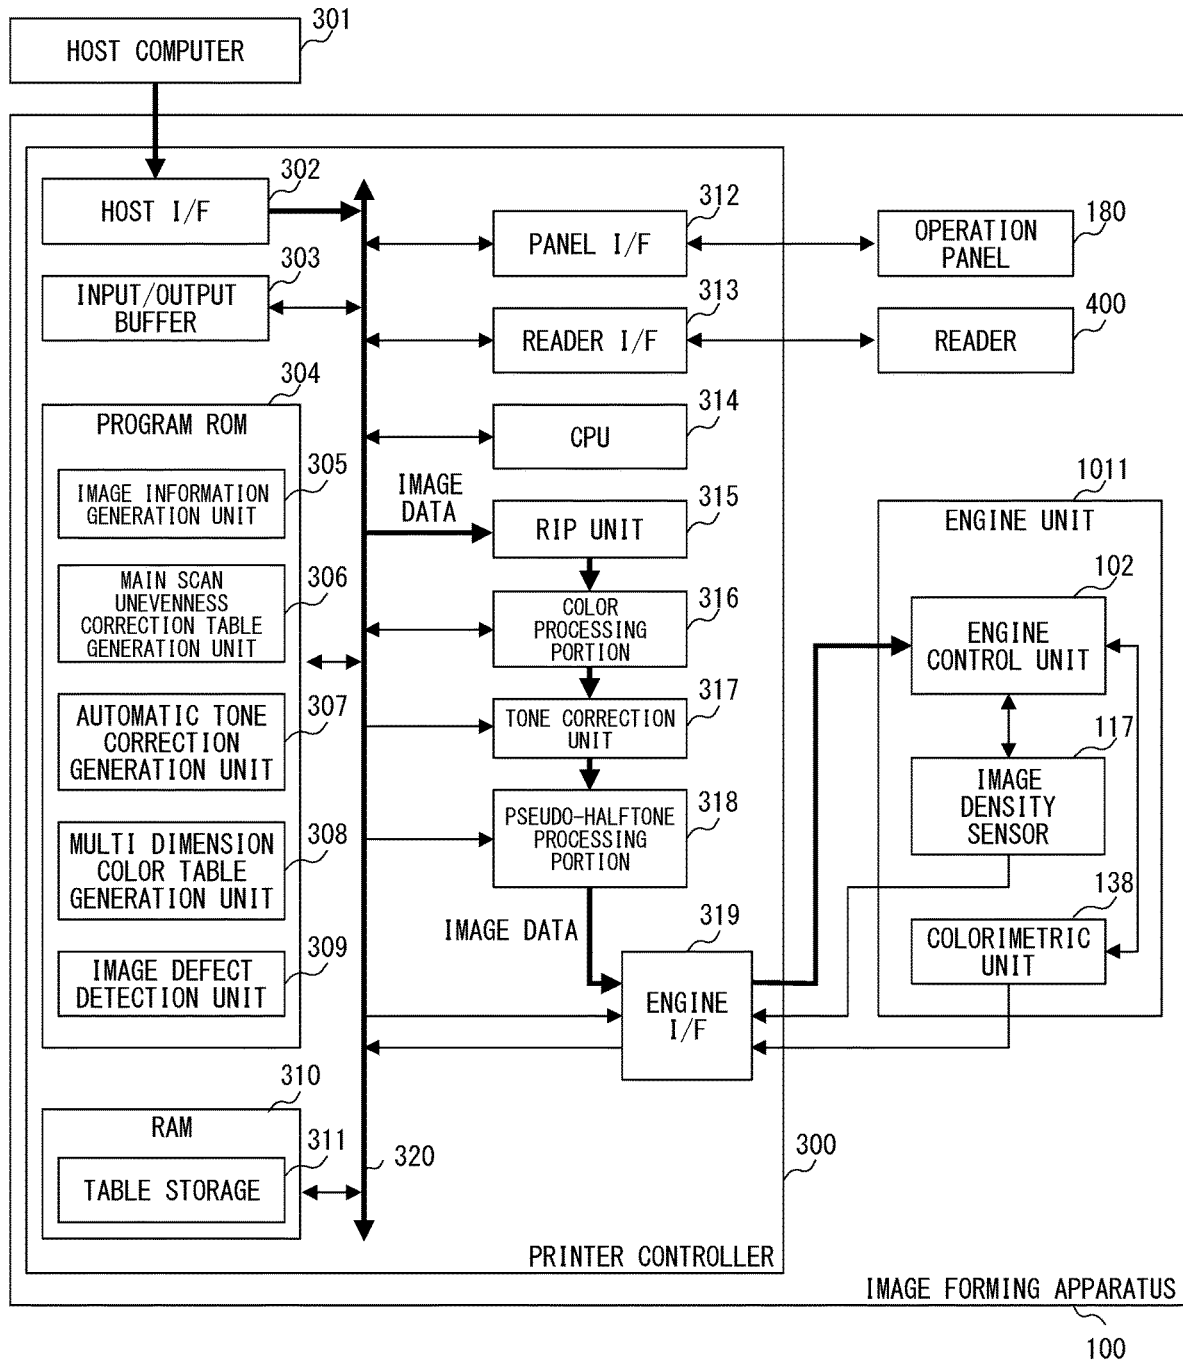 301
HOST COMPUTER
302
HOST I/F
303
INPUT/OUTPUT
BUFFER
304
PROGRAM ROM
305
IMAGE INFORMATION
GENERATION UNIT
306
MAIN SCAN
UNEVENNESS
CORRECTION TABLE
GENERATION UNIT
307
AUTOMATIC TONE
CORRECTION
GENERATION UNIT
308
MULTI DIMENSION
COLOR TABLE
GENERATION UNIT
309
IMAGE DEFECT
DETECTION UNIT
310
RAM
311
TABLE STORAGE
320
312
PANEL I/F
313
READER I/F
314
CPU
IMAGE
DATA
315
RIP UNIT
316
COLOR
PROCESSING
PORTION
317
TONE CORRECTION
UNIT
318
PSEUDO-HALFTONE
PROCESSING
PORTION
IMAGE DATA
319
ENGINE
I/F
180
OPERATION
PANEL
400
READER
1011
ENGINE UNIT
102
ENGINE
CONTROL UNIT
117
IMAGE
DENSITY
SENSOR
138
COLORIMETRIC
UNIT
300
PRINTER CONTROLLER
IMAGE FORMING APPARATUS
100